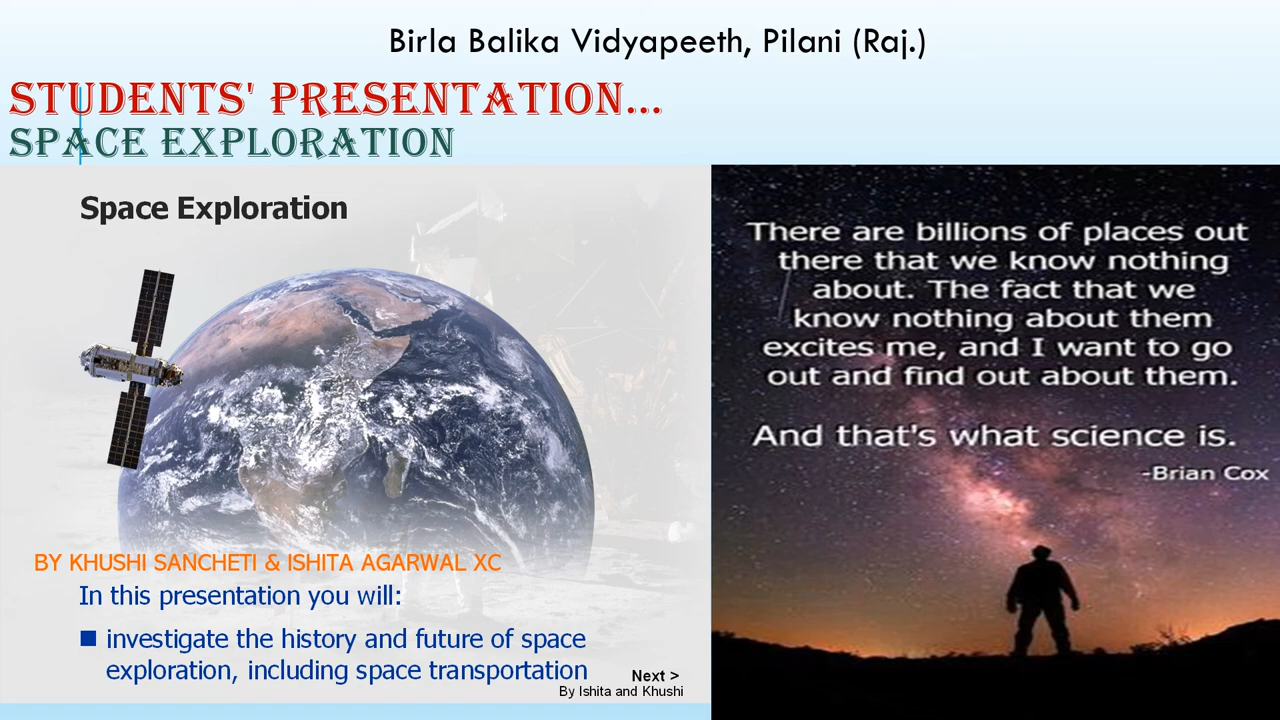 Birla Balika Vidyapeeth, Pilani (Raj.)
STUDENTS' PRESENTATION...
SPACE EXPLORATION
Space Exploration
BY KHUSHI SANCHETI & ISHITA AGARWAL XC
In this presentation you will:
■ investigate the history and future of space
exploration, including space transportation
Next >
By Ishita and Khushi
There are billions of places out
there that we know nothing
about. The fact that we
know nothing about them
excites me, and I want to go
out and find out about them.
And that's what science is.
-Brian Cox